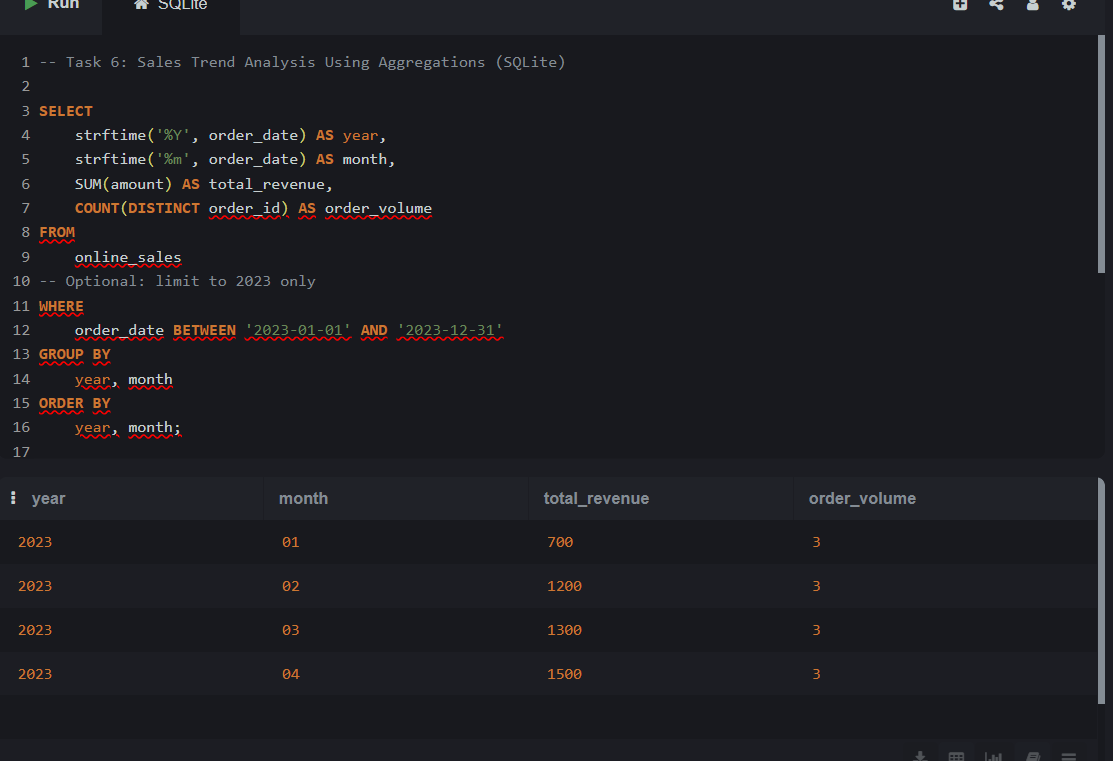 Run SQLite
1 -- Task 6: Sales Trend Analysis Using Aggregations (SQLite)
2
3 SELECT
4     strftime('%Y', order_date) AS year,
5     strftime('%m', order_date) AS month,
6     SUM(amount) AS total_revenue,
7     COUNT(DISTINCT order_id) AS order_volume
8 FROM
9     online_sales
10 -- Optional: limit to 2023 only
11 WHERE
12     order_date BETWEEN '2023-01-01' AND '2023-12-31'
13 GROUP BY
14     year, month
15 ORDER BY
16     year, month;
17
year month total_revenue order_volume
2023 01 700 3
2023 02 1200 3
2023 03 1300 3
2023 04 1500 3